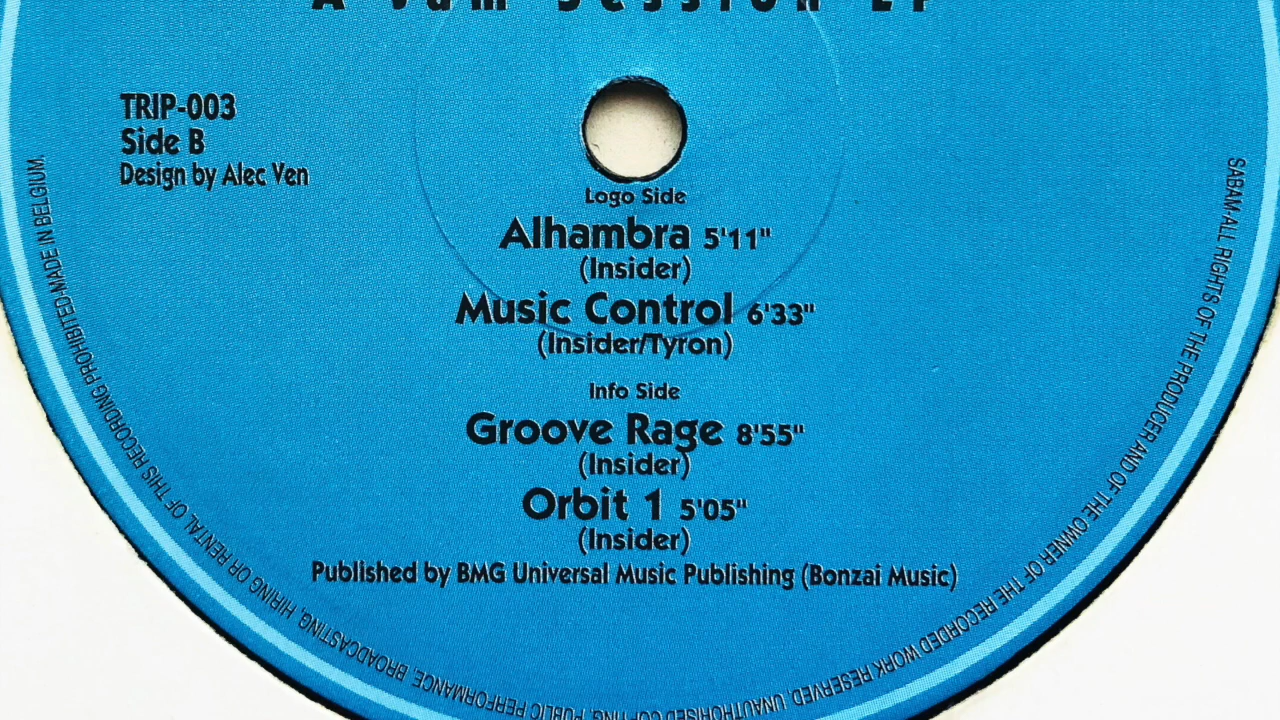 A Jam Session EP
TRIP-003
Side B
Design by Alec Ven
Logo Side
Alhambra 5'11"
(Insider)
Music Control 6'33"
(Insider/Tyron)
Info Side
Groove Rage 8'55"
(Insider)
Orbit 1 5'05"
(Insider)
Published by BMG Universal Music Publishing (Bonzai Music)
SABAM-ALL RIGHTS OF THE PRODUCER AND OF THE OWNER OF THE RECORDED WORK RESERVED. UNAUTHORISED COPYING, PUBLIC PERFORMANCE, BROADCASTING, HIRING OR RENTAL OF THIS RECORDING PROHIBITED-MADE IN BELGIUM.